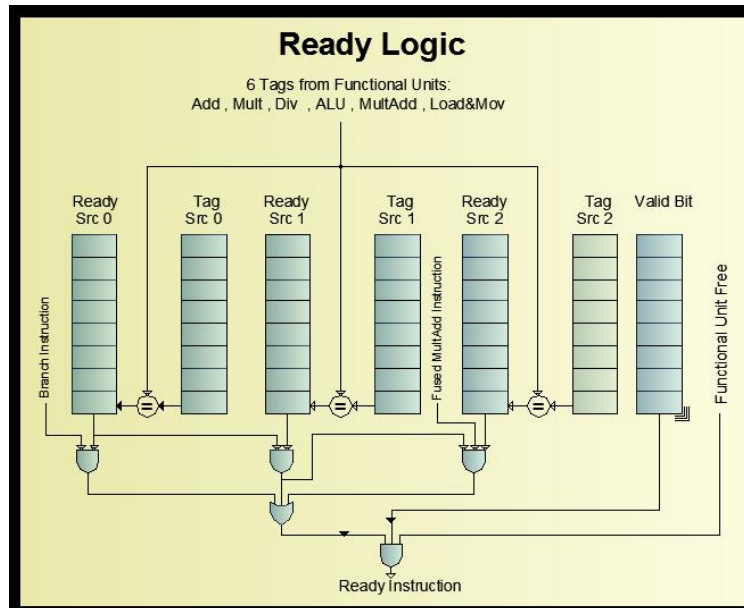 Ready Logic
6 Tags from Functional Units:
Add , Mult , Div , ALU , MultAdd , Load&Mov
Ready
Src 0
Tag
Src 0
Ready
Src 1
Tag
Src 1
Ready
Src 2
Tag
Src 2
Valid Bit
Branch Instruction
=
=
Fused MultAdd Instruction
=
Functional Unit Free
Ready Instruction